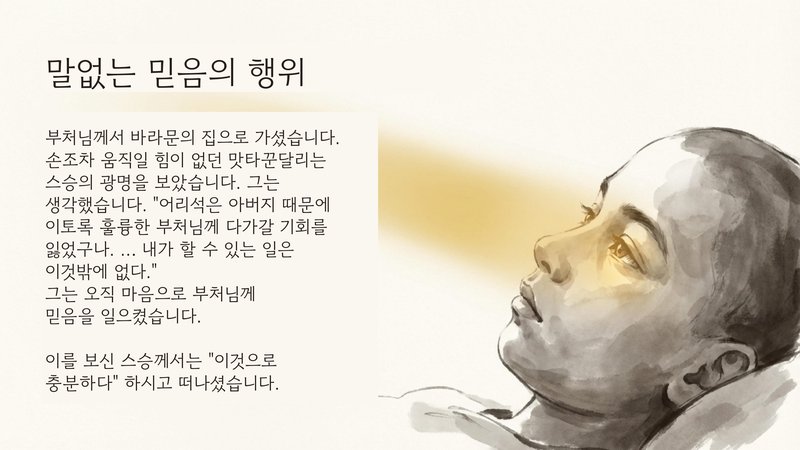 말없는 믿음의 행위
부처님께서 바라문의 집으로 가셨습니다.
손조차 움직일 힘이 없던 맛타꾼달리는
스승의 광명을 보았습니다. 그는
생각했습니다. "어리석은 아버지 때문에
이토록 훌륭한 부처님께 다가갈 기회를
잃었구나. ... 내가 할 수 있는 일은
이것밖에 없다."
그는 오직 마음으로 부처님께
믿음을 일으켰습니다.
이를 보신 스승께서는 "이것으로
충분하다" 하시고 떠나셨습니다.